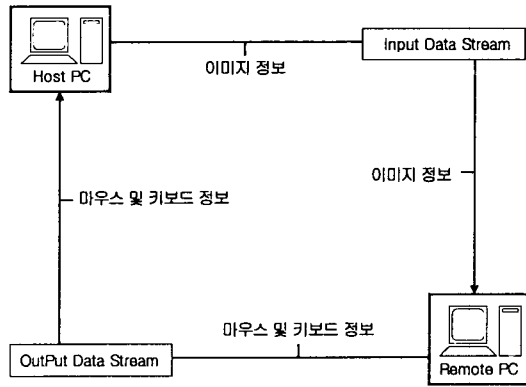 Input Data Stream
Host PC
이미지 정보
이미지 정보
마우스 및 키보드 정보
마우스 및 키보드 정보
OutPut Data Stream
Remote PC